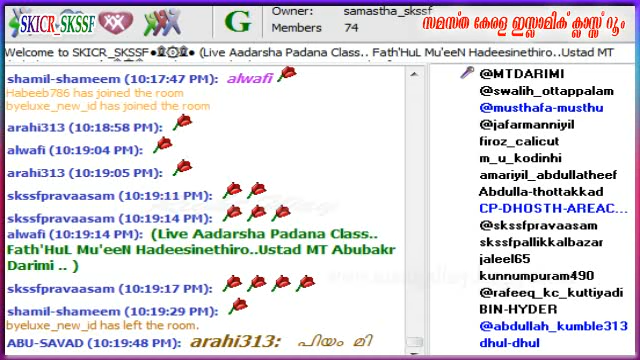 SKICR-SKSSF
G
Owner: samastha_skssf
Members 74
സമസ്ത കേരള ഇസ്ലാമിക് ക്ലാസ്സ് റൂം
Welcome to SKICR_SKSSF (Live Aadarsha Padana Class.. Fath'HuL Mu'eeN Hadeesinethiro..Ustad MT
shamil-shameem (10:17:47 PM): alwafi
Habeeb786 has joined the room
byeluxe_new_id has joined the room
arahi313 (10:18:58 PM):
alwafi (10:19:04 PM):
arahi313 (10:19:05 PM):
skssfpravaasam (10:19:11 PM):
skssfpravaasam (10:19:14 PM):
alwafi (10:19:14 PM): (Live Aadarsha Padana Class..
Fath'HuL Mu'eeN Hadeesinethiro..Ustad MT Abubakr
Darimi .. )
skssfpravaasam (10:19:17 PM):
shamil-shameem (10:19:29 PM):
byeluxe_new_id has left the room.
ABU-SAVAD (10:19:48 PM): arahi313: പിയം മി
@MTDARIMI
@swalih_ottappalam
@musthafa-musthu
@jafarmanniyil
firoz_calicut
m_u_kodinhi
amariyil_abdullatheef
Abdulla-thottakkad
CP-DHOSTH-AREAC...
@skssfpravaasam
skssfpallikkalbazar
jaleel65
kunnumpuram490
@rafeeq_kc_kuttiyadi
BIN-HYDER
@abdullah_kumble313
dhul-dhul